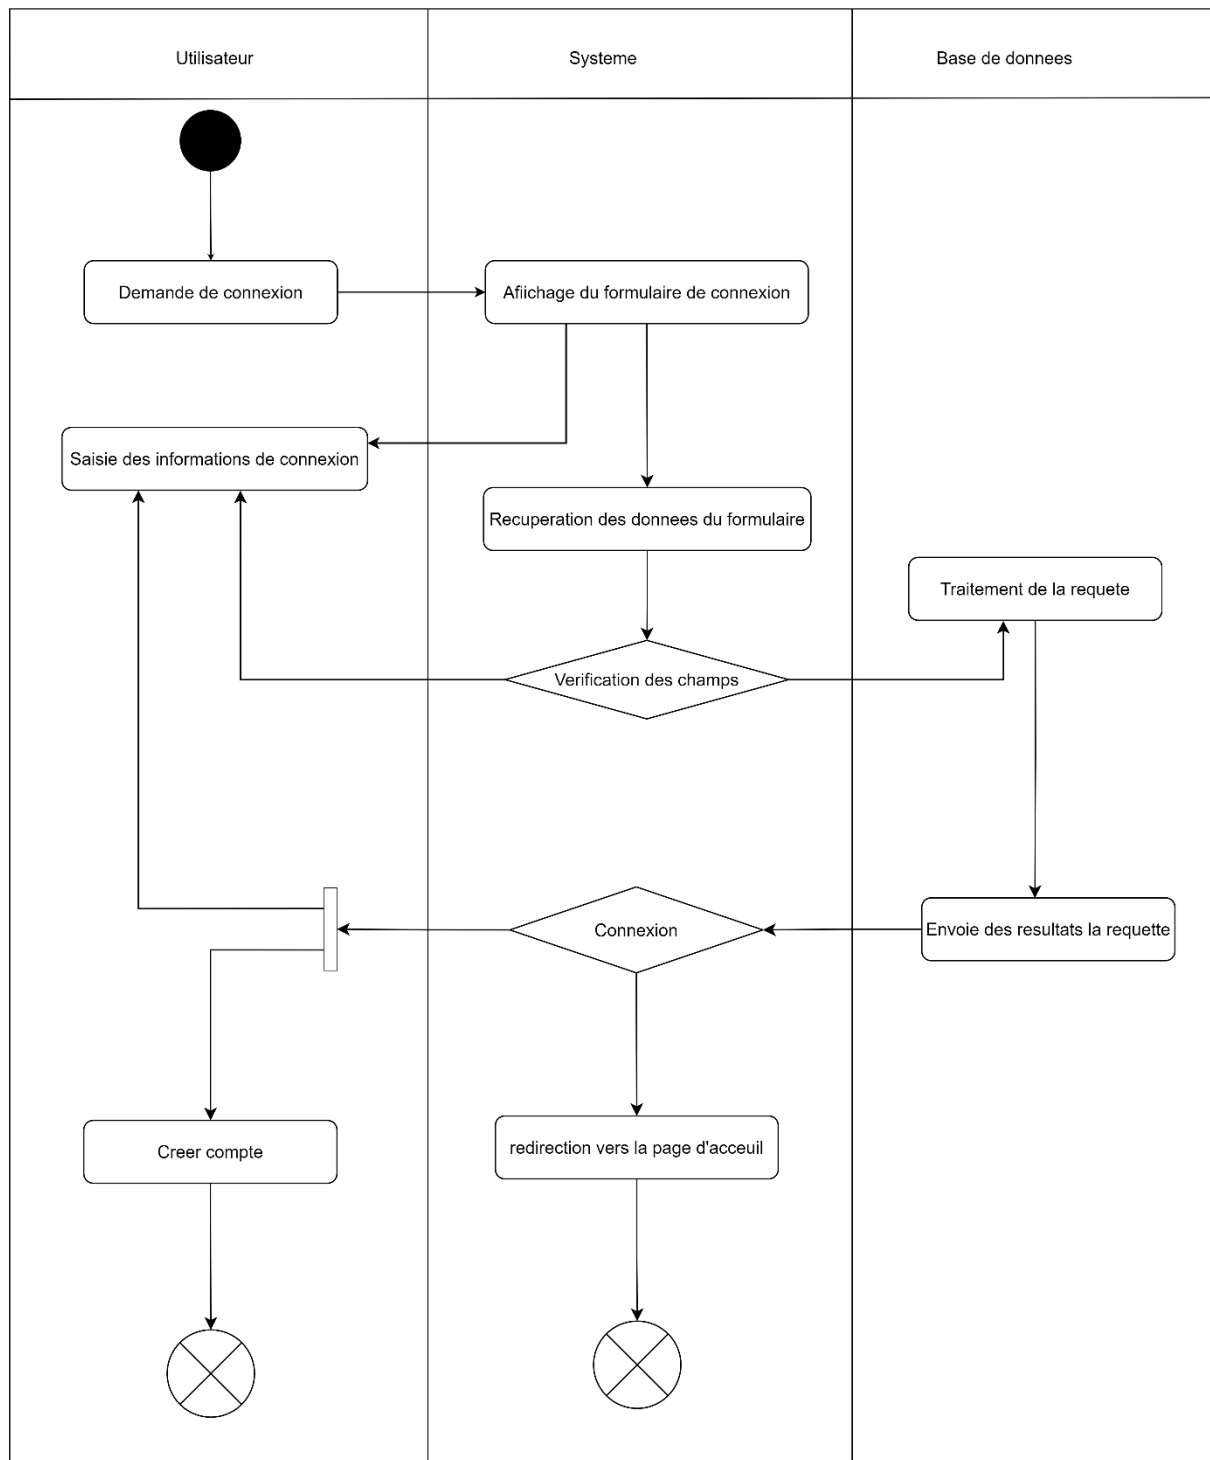 Utilisateur
Systeme
Base de donnees
Demande de connexion
Afiichage du formulaire de connexion
Saisie des informations de connexion
Recuperation des donnees du formulaire
Traitement de la requete
Verification des champs
Connexion
Envoie des resultats la requette
Creer compte
redirection vers la page d'acceuil